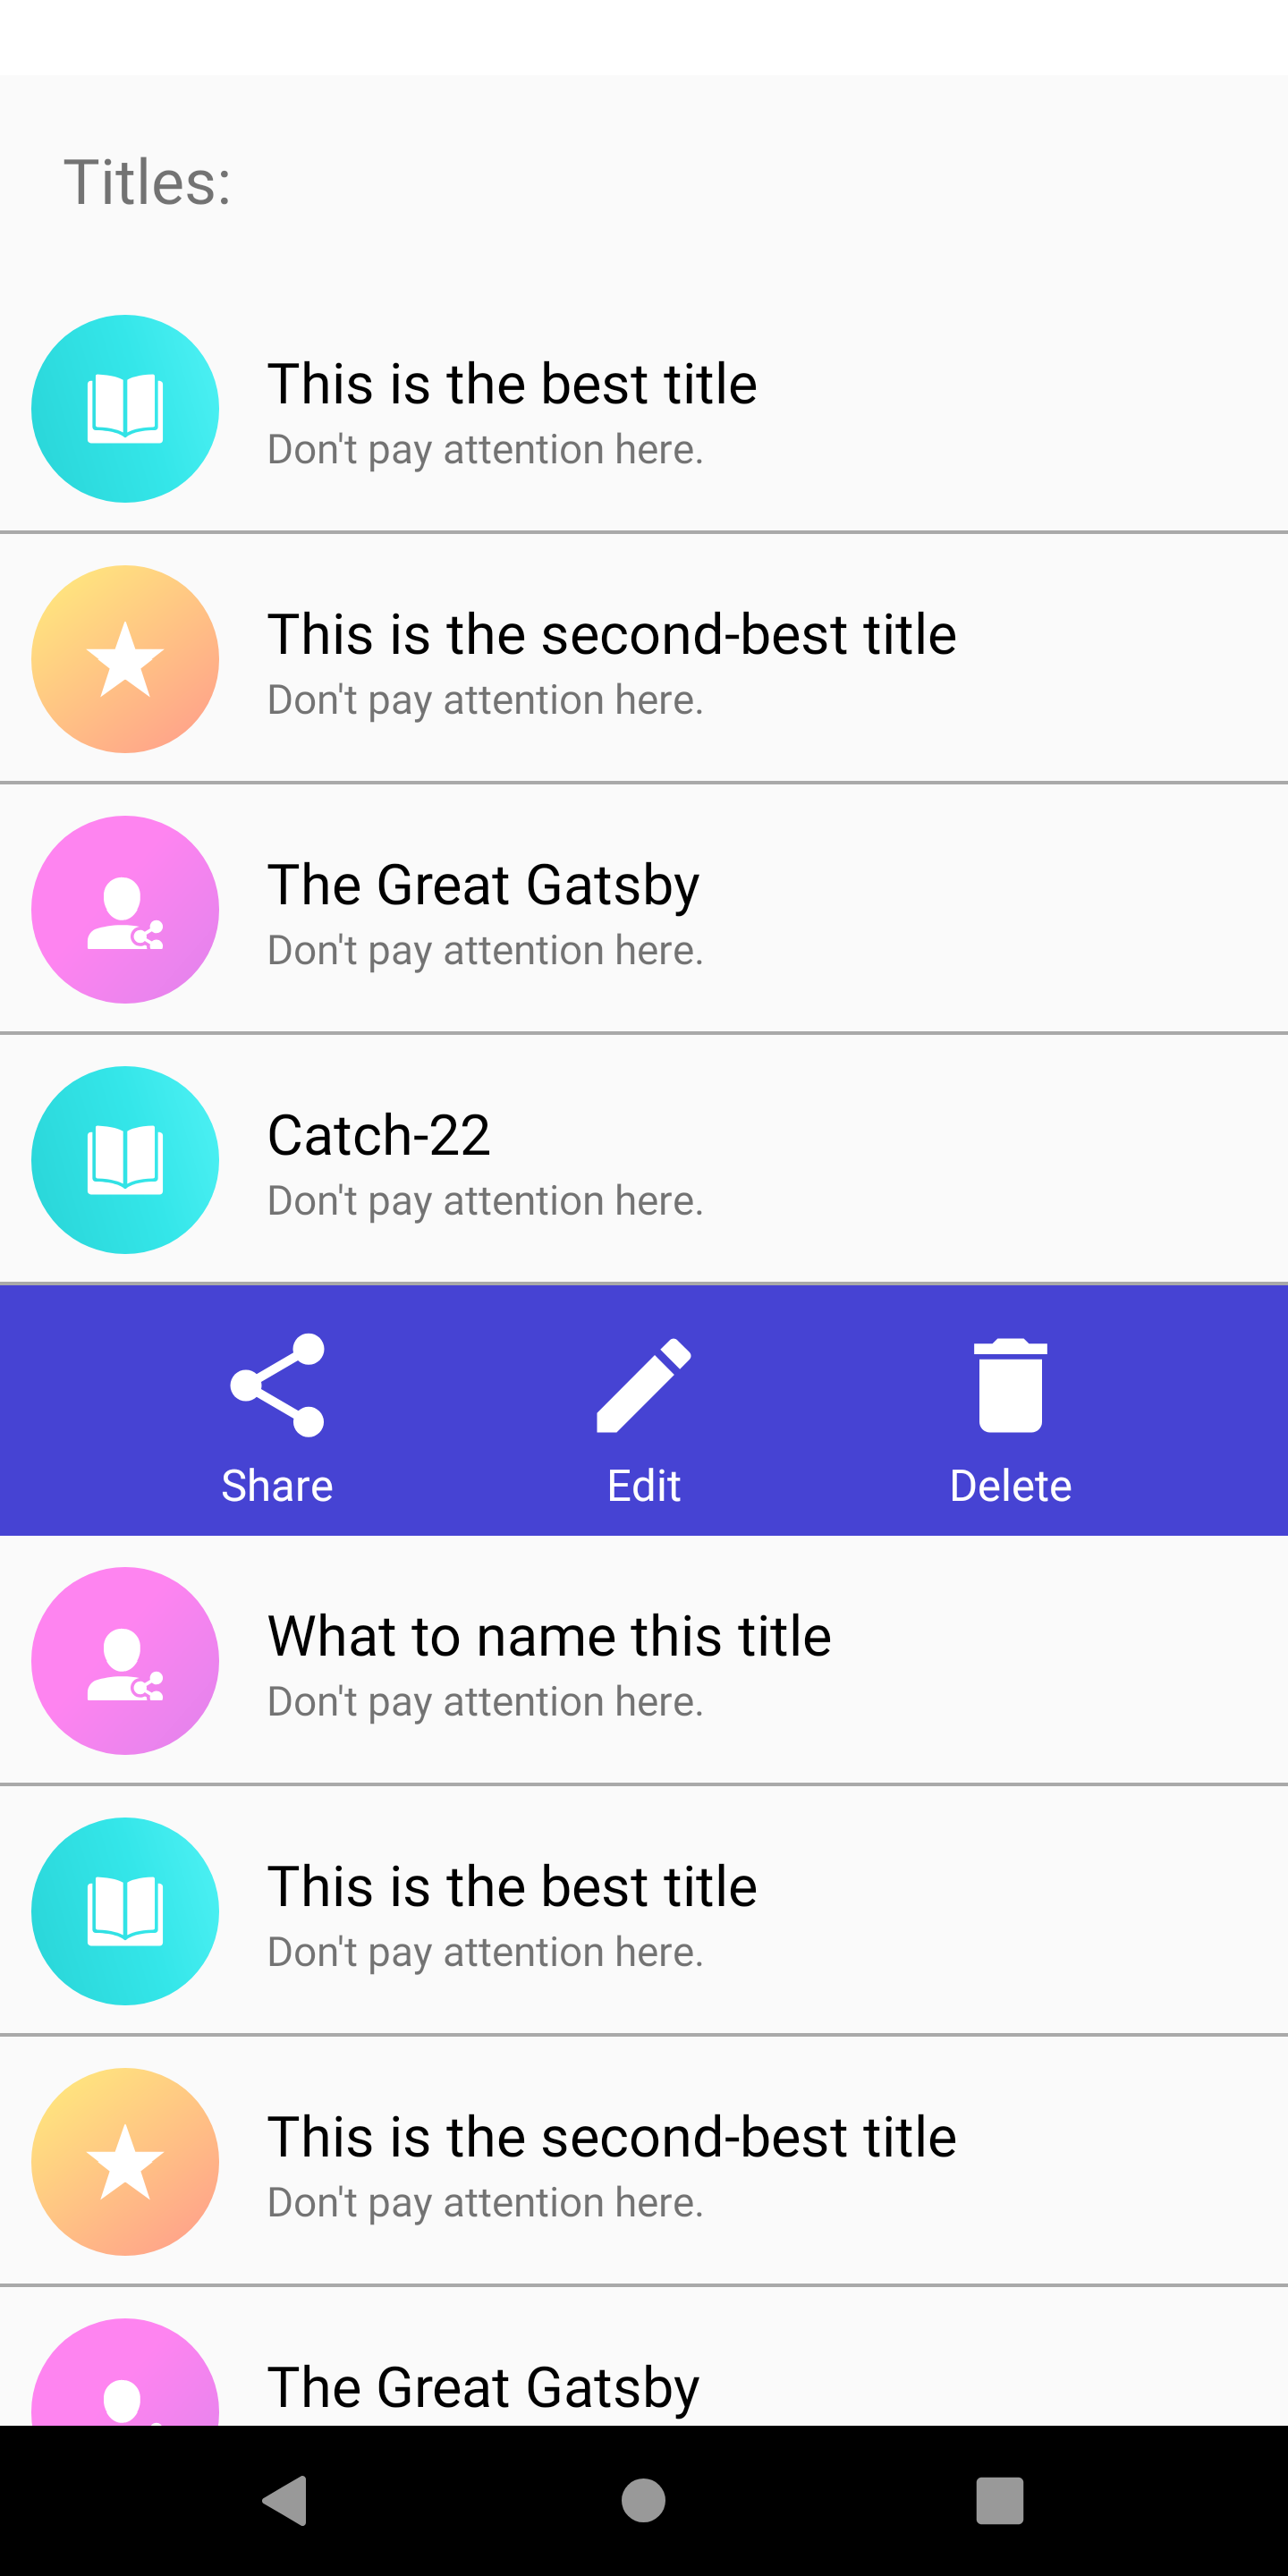 Titles:
This is the best title
Don't pay attention here.
This is the second-best title
Don't pay attention here.
The Great Gatsby
Don't pay attention here.
Catch-22
Don't pay attention here.
Share Edit Delete
What to name this title
Don't pay attention here.
This is the best title
Don't pay attention here.
This is the second-best title
Don't pay attention here.
The Great Gatsby